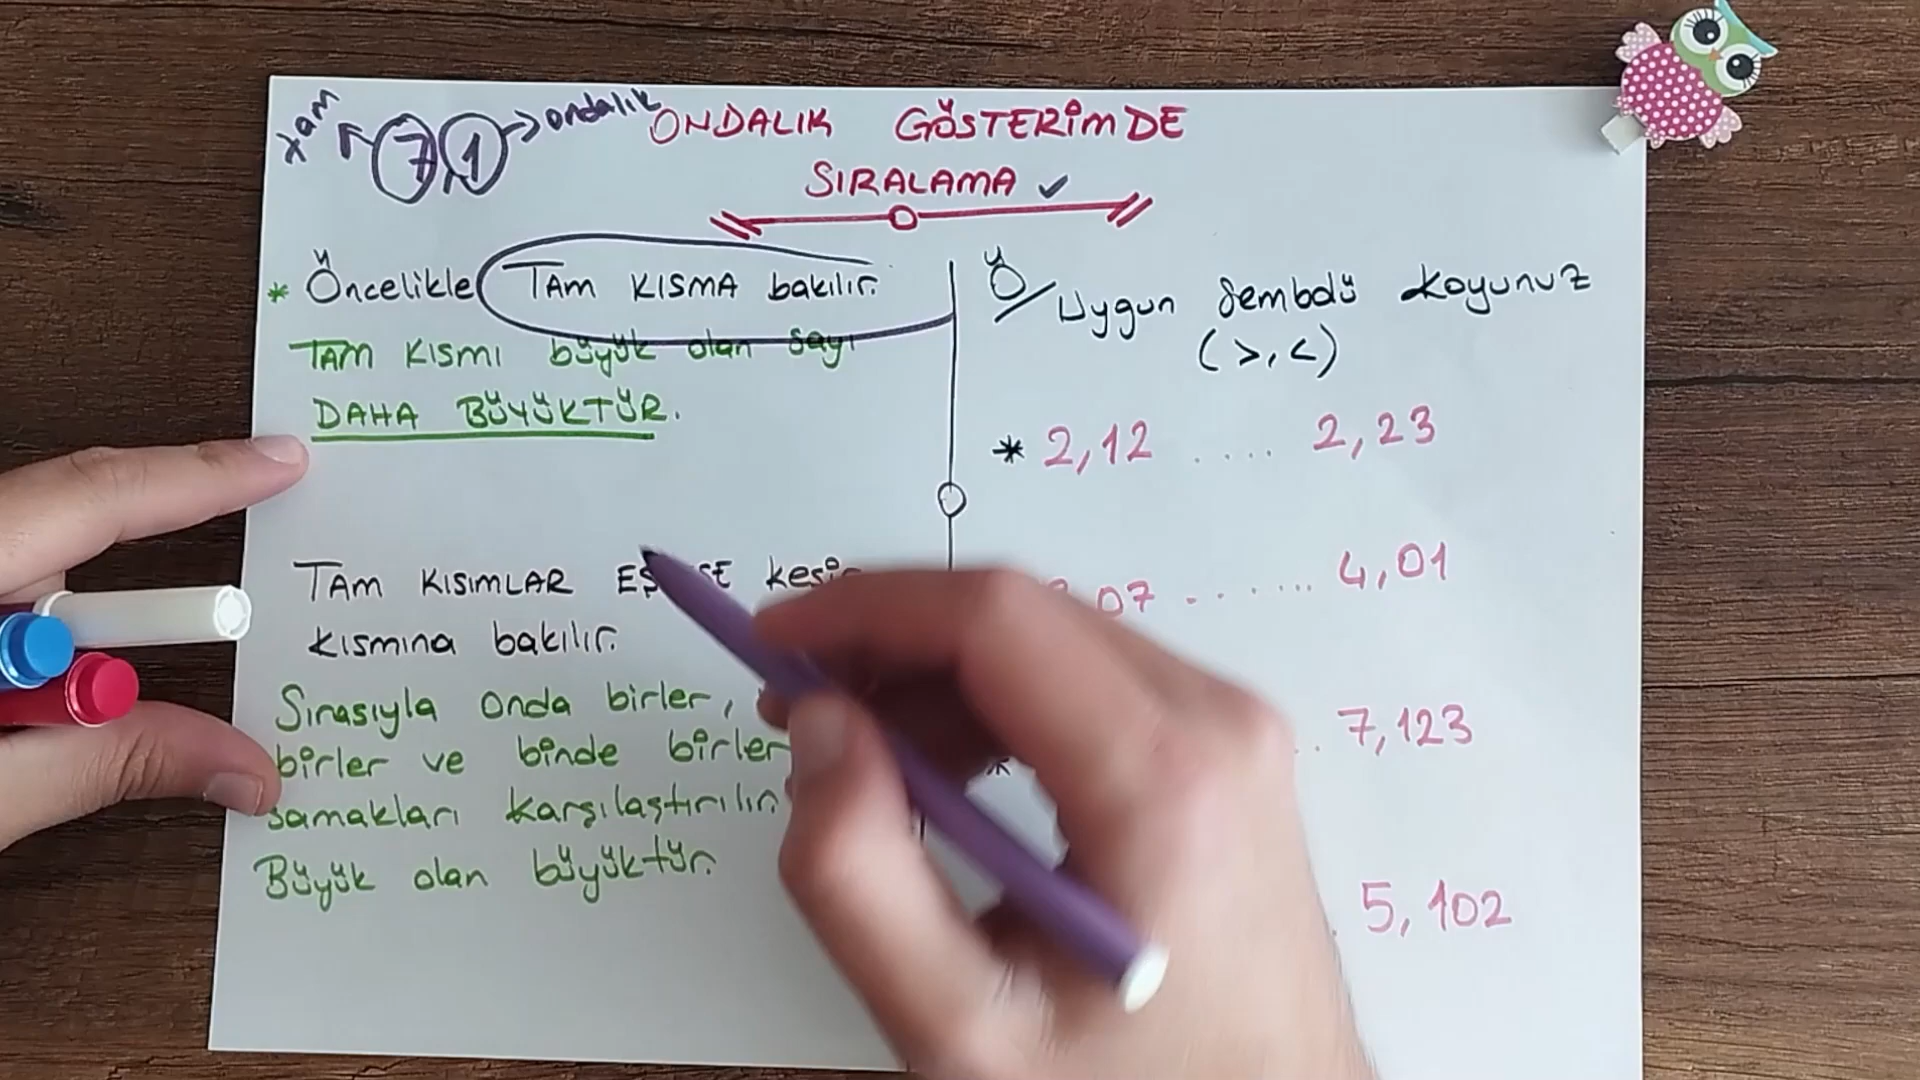 tam 7,1 ondalık
ONDALIK GÖSTERİMDE
SIRALAMA
* Öncelikle TAM KISMA bakılır.
TAM KISMI büyük olan sayı
DAHA BÜYÜKTÜR.
TAM KISIMLAR
kısmına bakılır.
Sırasıyla onda birler,
birler ve binde birler
samakları karşılaştırılır.
Büyük olan büyüktür.
Ö/ Uygun Sembolü Koyunuz
(>,<)
* 2,12 .... 2,23
07 ........ 4,01
* .. 7,123
. 5,102